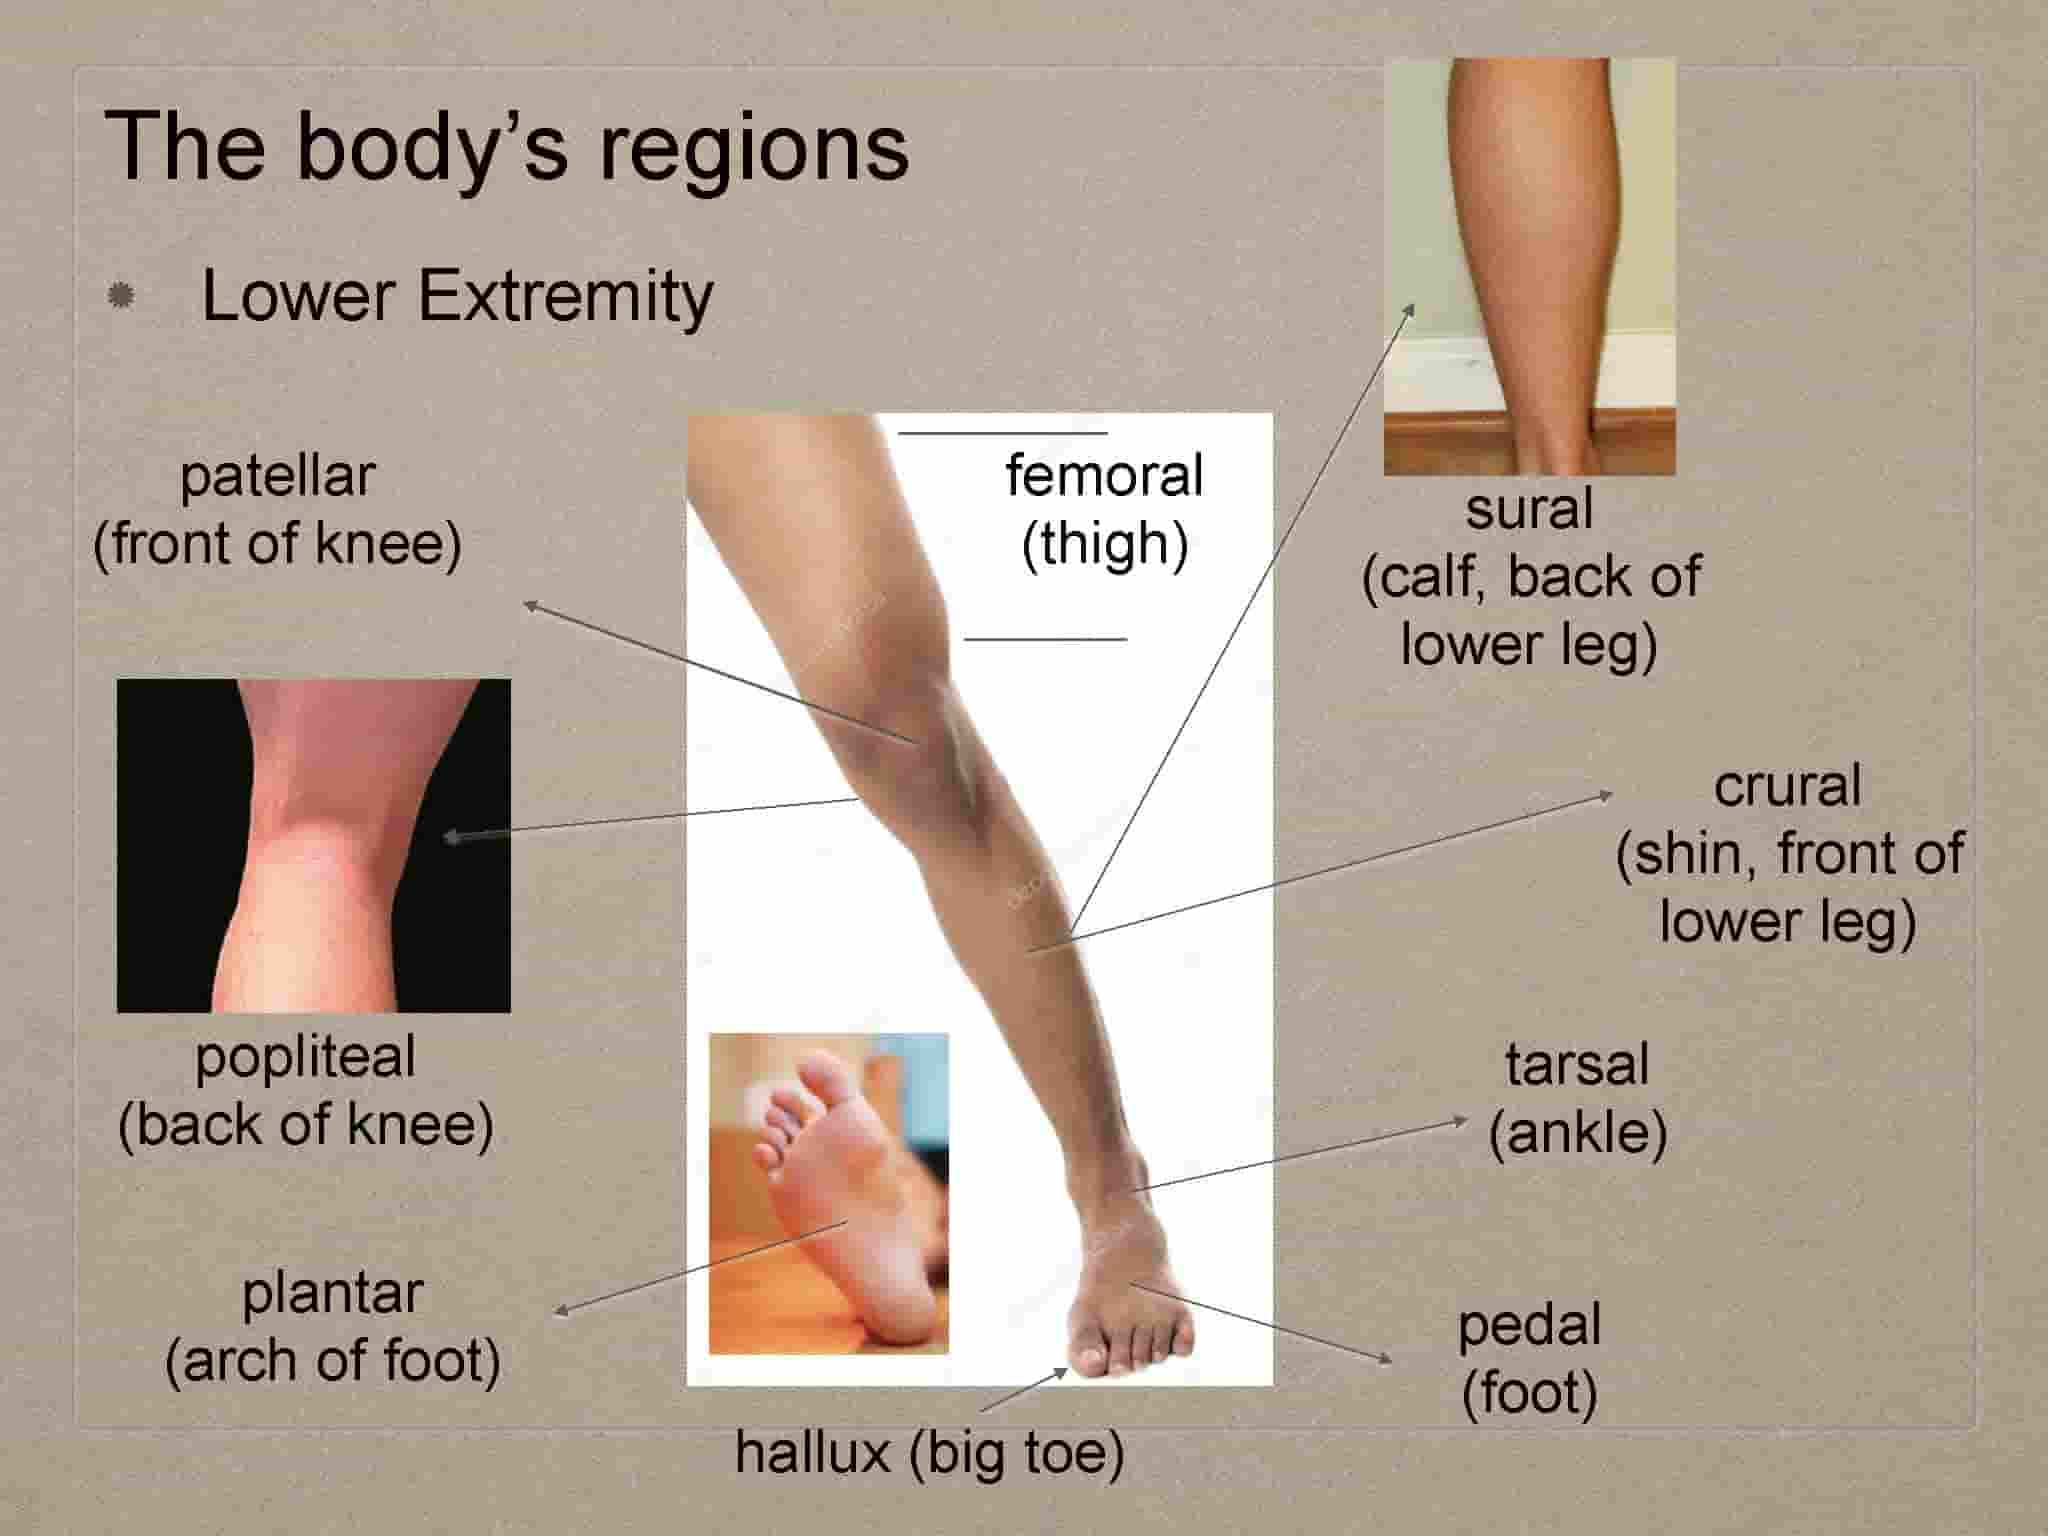 The body’s regions
Lower Extremity
patellar
(front of knee)
femoral
(thigh)
sural
(calf, back of
lower leg)
crural
(shin, front of
lower leg)
popliteal
(back of knee)
tarsal
(ankle)
plantar
(arch of foot)
pedal
(foot)
hallux (big toe)